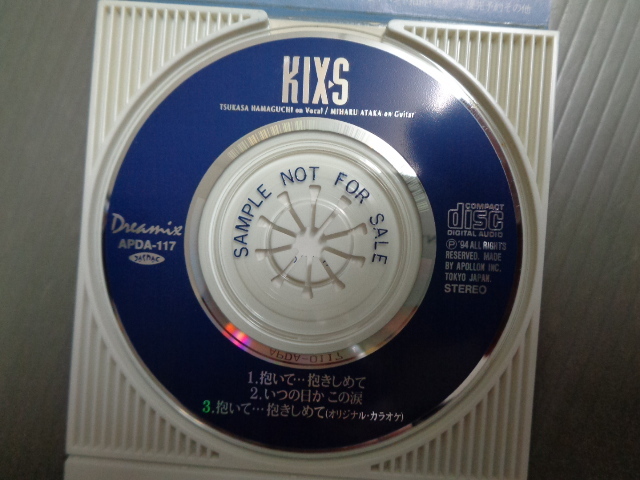 KIX·S
TSUKASA HAMAGUCHI on Vocal / MIHARU ATAKA on Guitar
SAMPLE NOT FOR SALE
Dreamix
APDA-117
COMPACT
disc
DIGITAL AUDIO
Ⓟ '94 ALL RIGHTS
RESERVED. MADE
BY APOLLON INC.
TOKYO JAPAN.
STEREO
APDA-0117
1.抱いて…抱きしめて
2.いつの日か この涙
3.抱いて…抱きしめて(オリジナル・カラオケ)